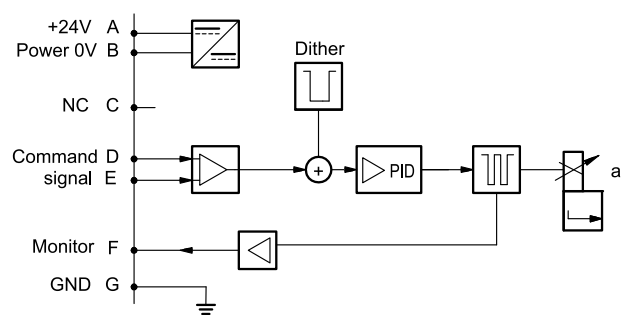 +24V A
Power 0V B
Dither
NC C
Command D
signal E
+
PID
a
Monitor F
GND G